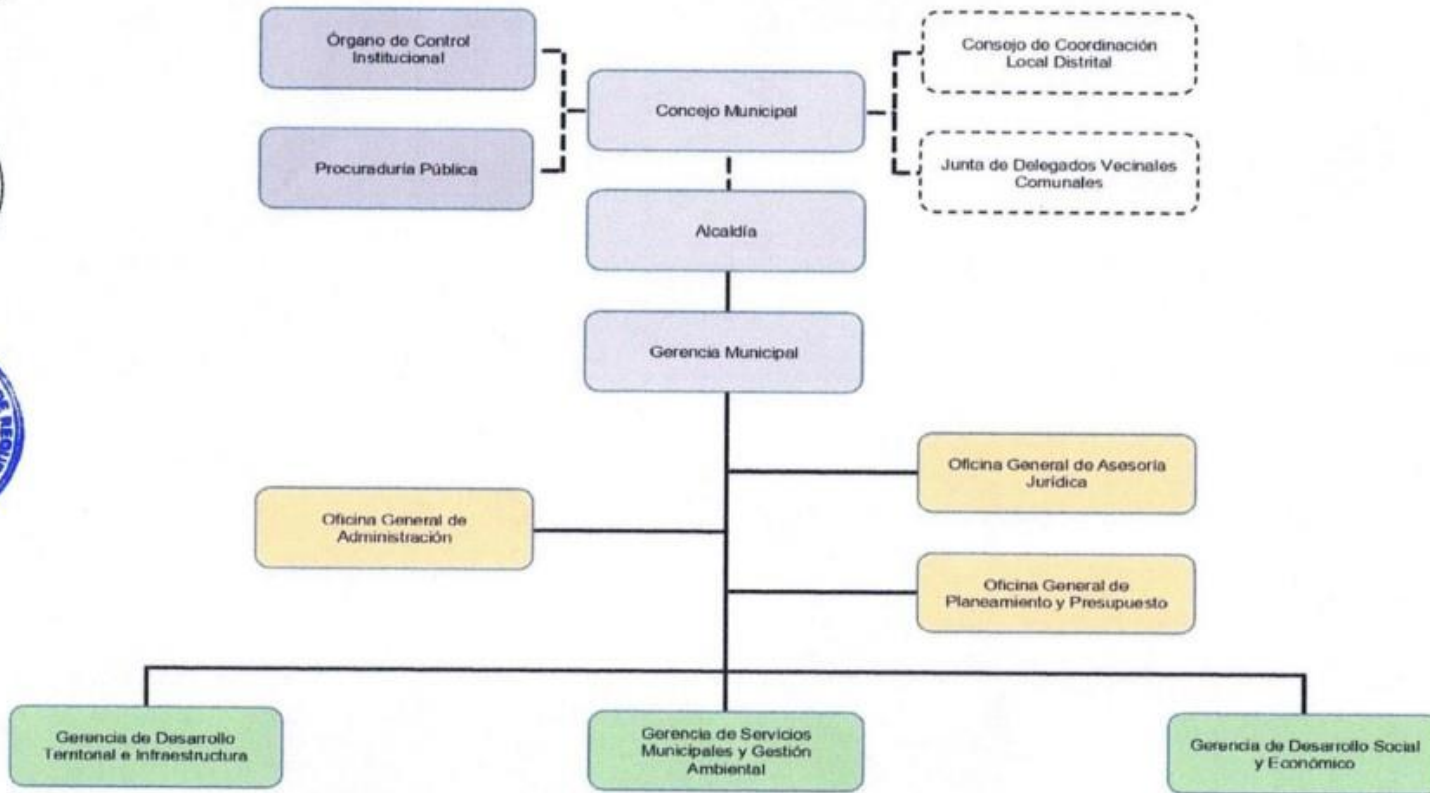 Órgano de Control
Institucional
Consejo de Coordinación
Local Distrital
Concejo Municipal
Procuraduría Pública
Junta de Delegados Vecinales
Comunales
Alcaldía
Gerencia Municipal
DE REQU
Oficina General de Asesoría
Jurídica
Oficina General de
Administración
Oficina General de
Planeamiento y Presupuesto
Gerencia de Desarrollo
Territorial e Infraestructura
Gerencia de Servicios
Municipales y Gestión
Ambiental
Gerencia de Desarrollo Social
y Económico